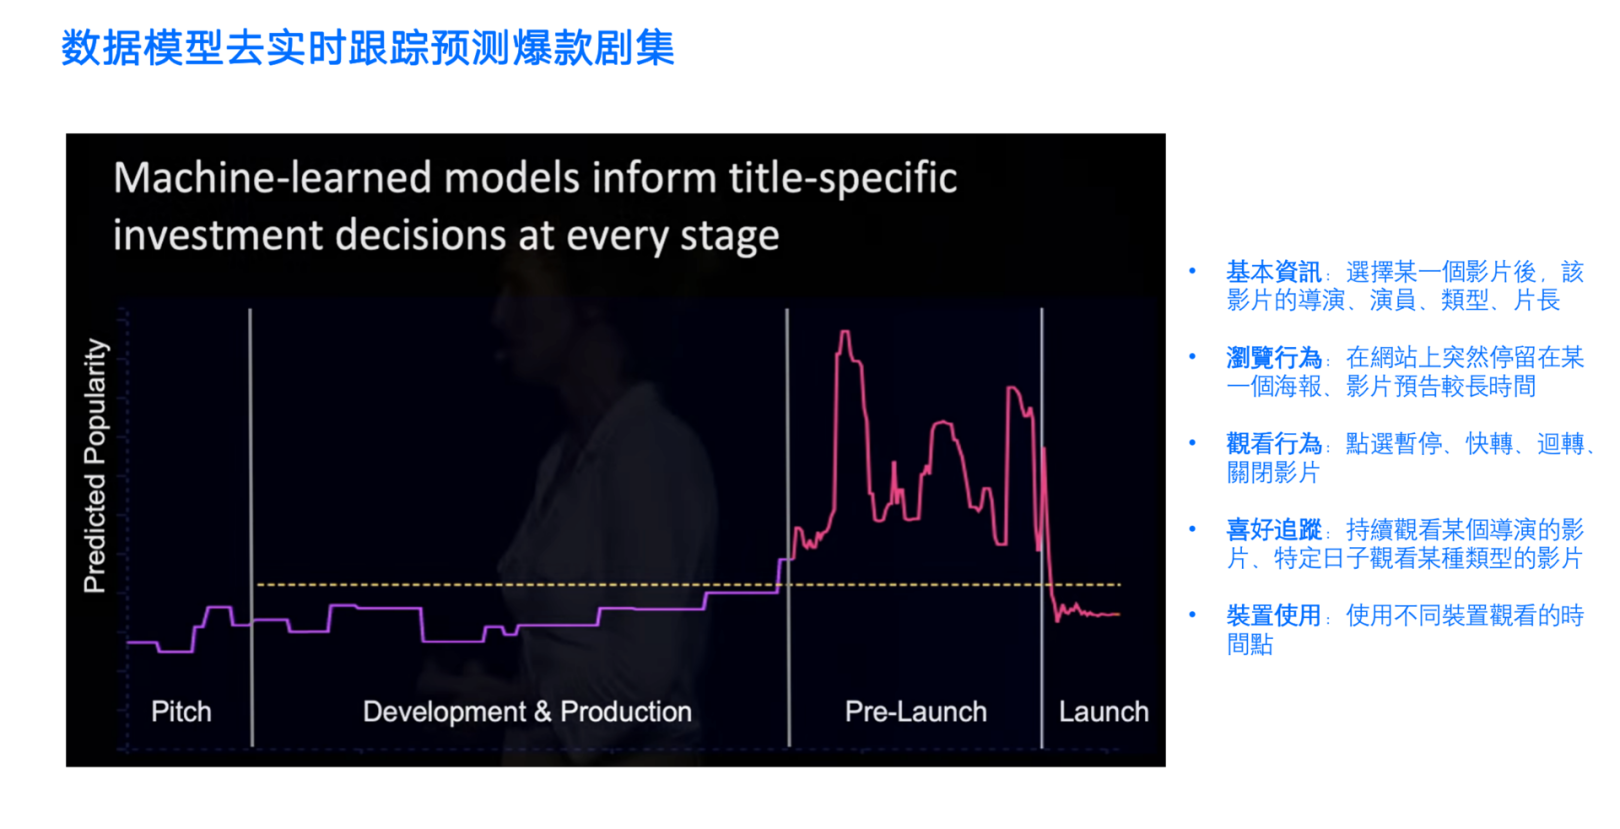 数据模型去实时跟踪预测爆款剧集
Machine-learned models inform title-specific
investment decisions at every stage
Predicted Popularity
Pitch
Development & Production
Pre-Launch
Launch
• 基本資訊：選擇某一個影片後，該
影片的導演、演員、類型、片長
• 瀏覽行為：在網站上突然停留在某
一個海報、影片預告較長時間
• 觀看行為：點選暫停、快轉、迴轉、
關閉影片
• 喜好追蹤：持續觀看某個導演的影
片、特定日子觀看某種類型的影片
• 裝置使用：使用不同裝置觀看的時
間點